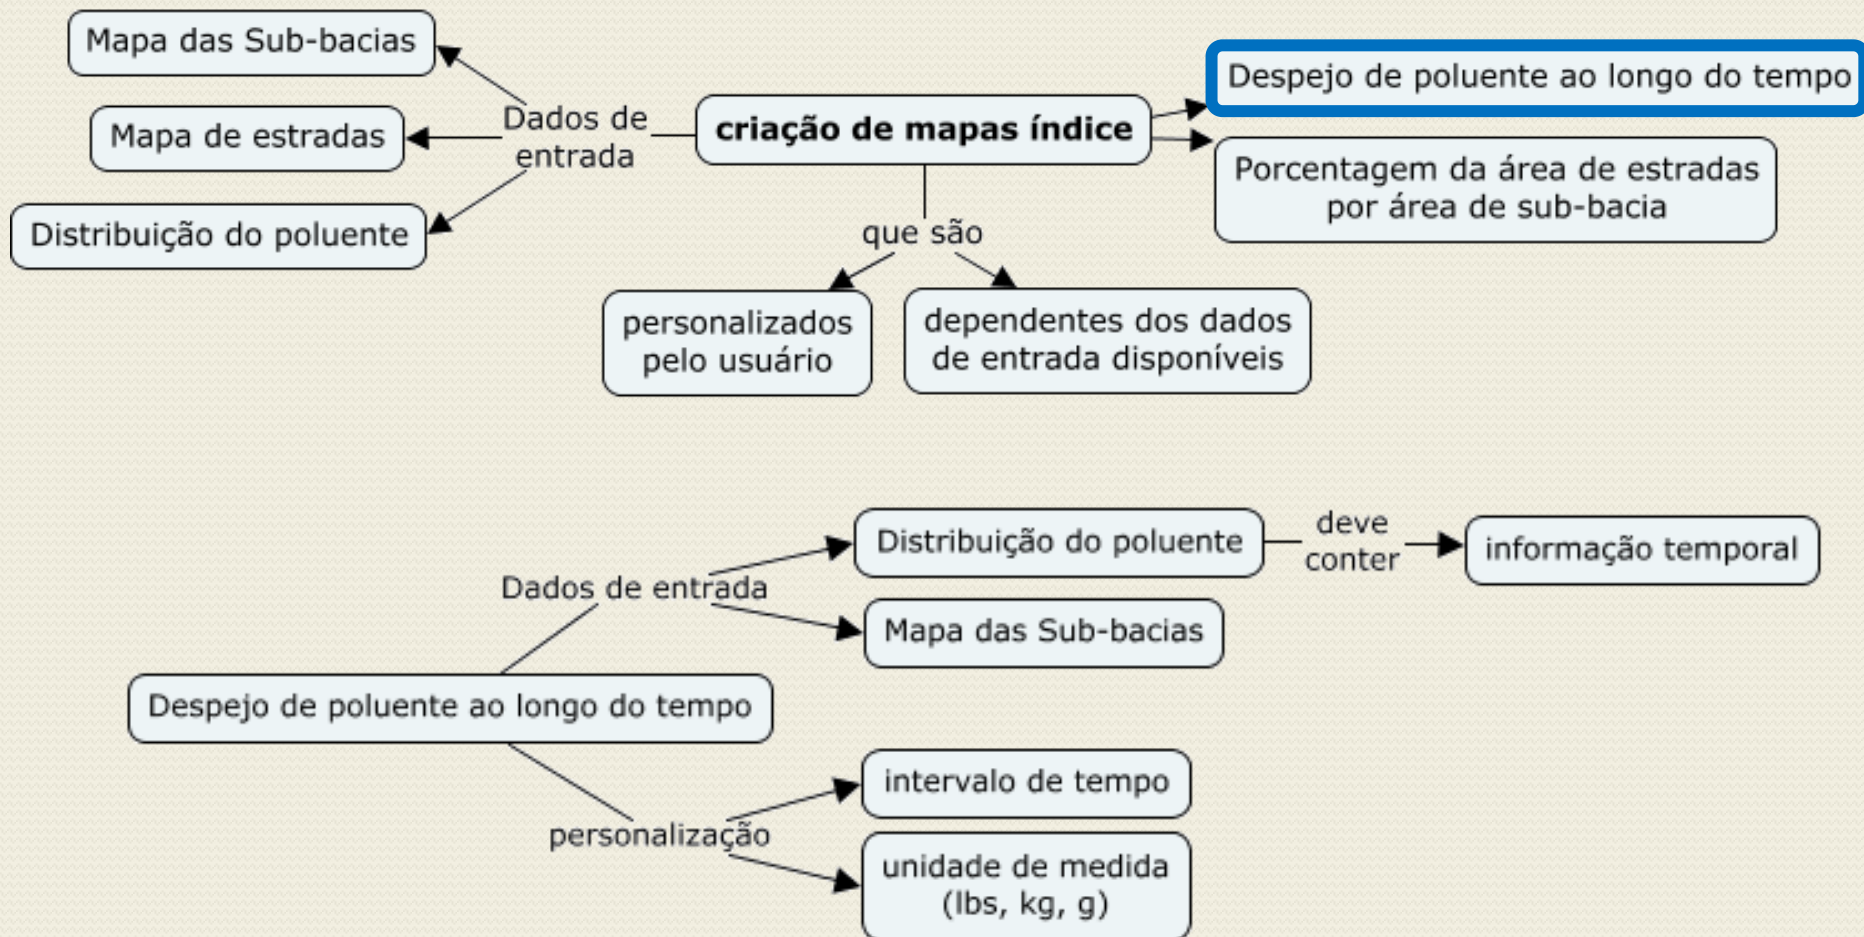 Mapa das Sub-bacias
Mapa de estradas
Distribuição do poluente
Dados de
entrada
criação de mapas índice
Despejo de poluente ao longo do tempo
Porcentagem da área de estradas
por área de sub-bacia
que são
personalizados
pelo usuário
dependentes dos dados
de entrada disponíveis
Despejo de poluente ao longo do tempo
Dados de entrada
Distribuição do poluente
deve
conter
informação temporal
Mapa das Sub-bacias
personalização
intervalo de tempo
unidade de medida
(lbs, kg, g)